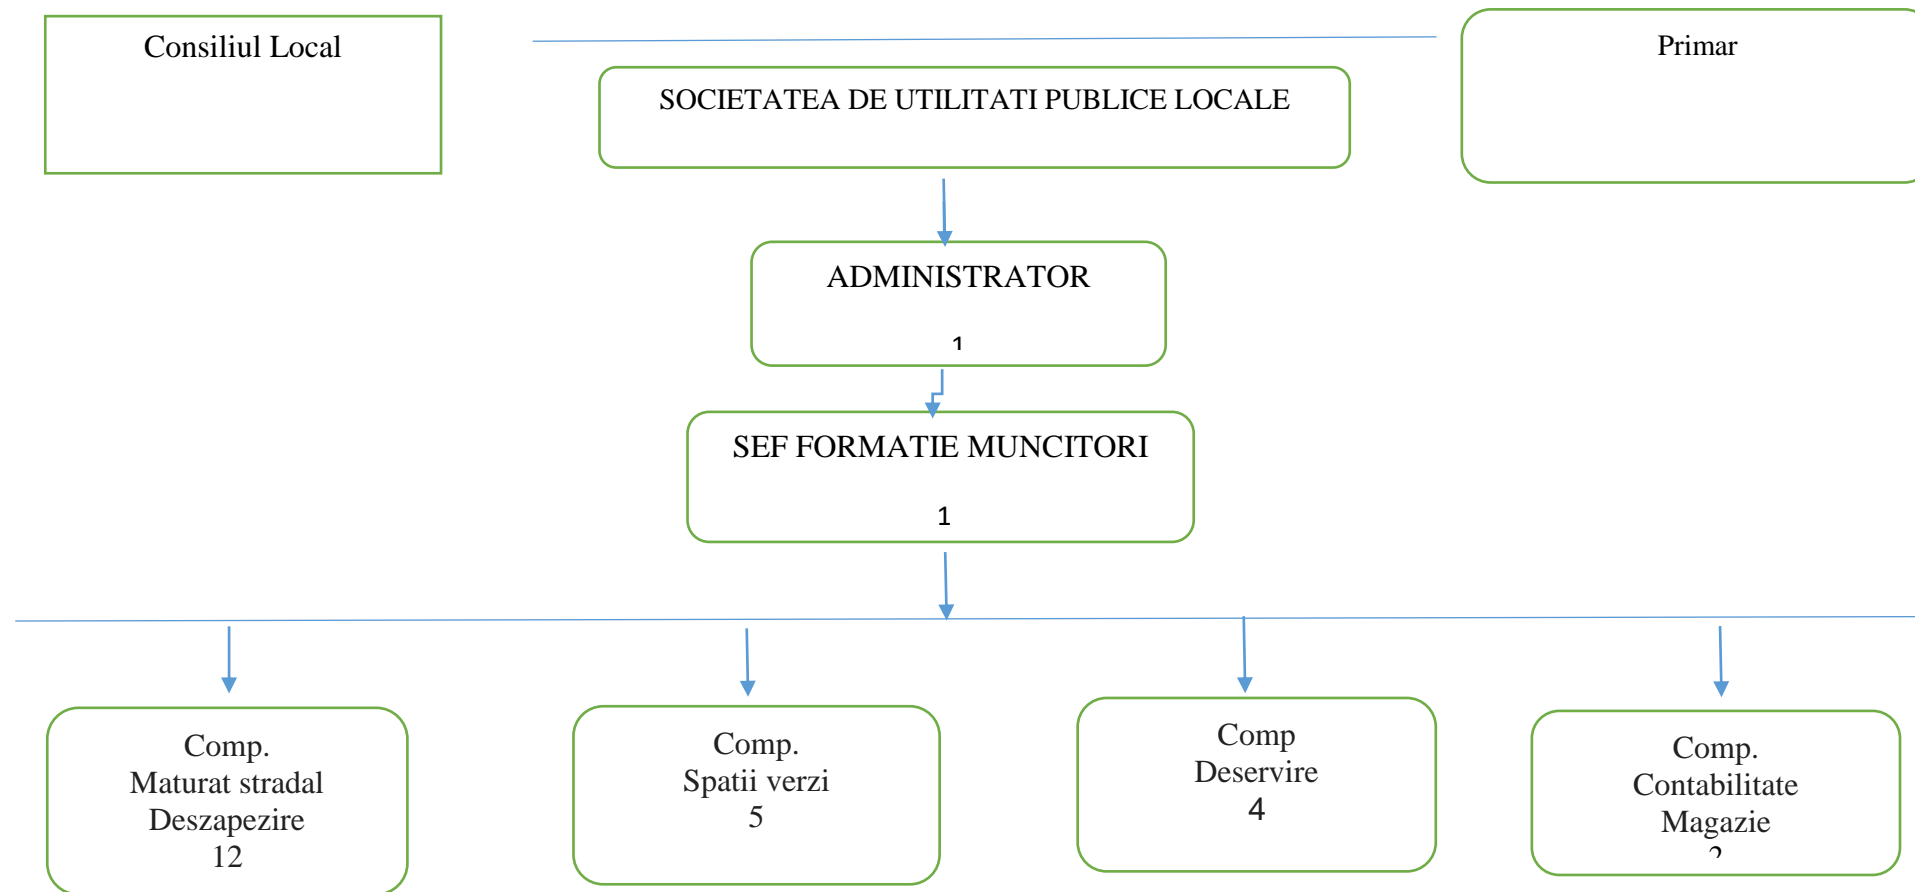 Consiliul Local
Primar
SOCIETATEA DE UTILITATI PUBLICE LOCALE
ADMINISTRATOR
1
SEF FORMATIE MUNCITORI
1
Comp.
Maturat stradal
Deszapezire
12
Comp.
Spatii verzi
5
Comp
Deservire
4
Comp.
Contabilitate
Magazie